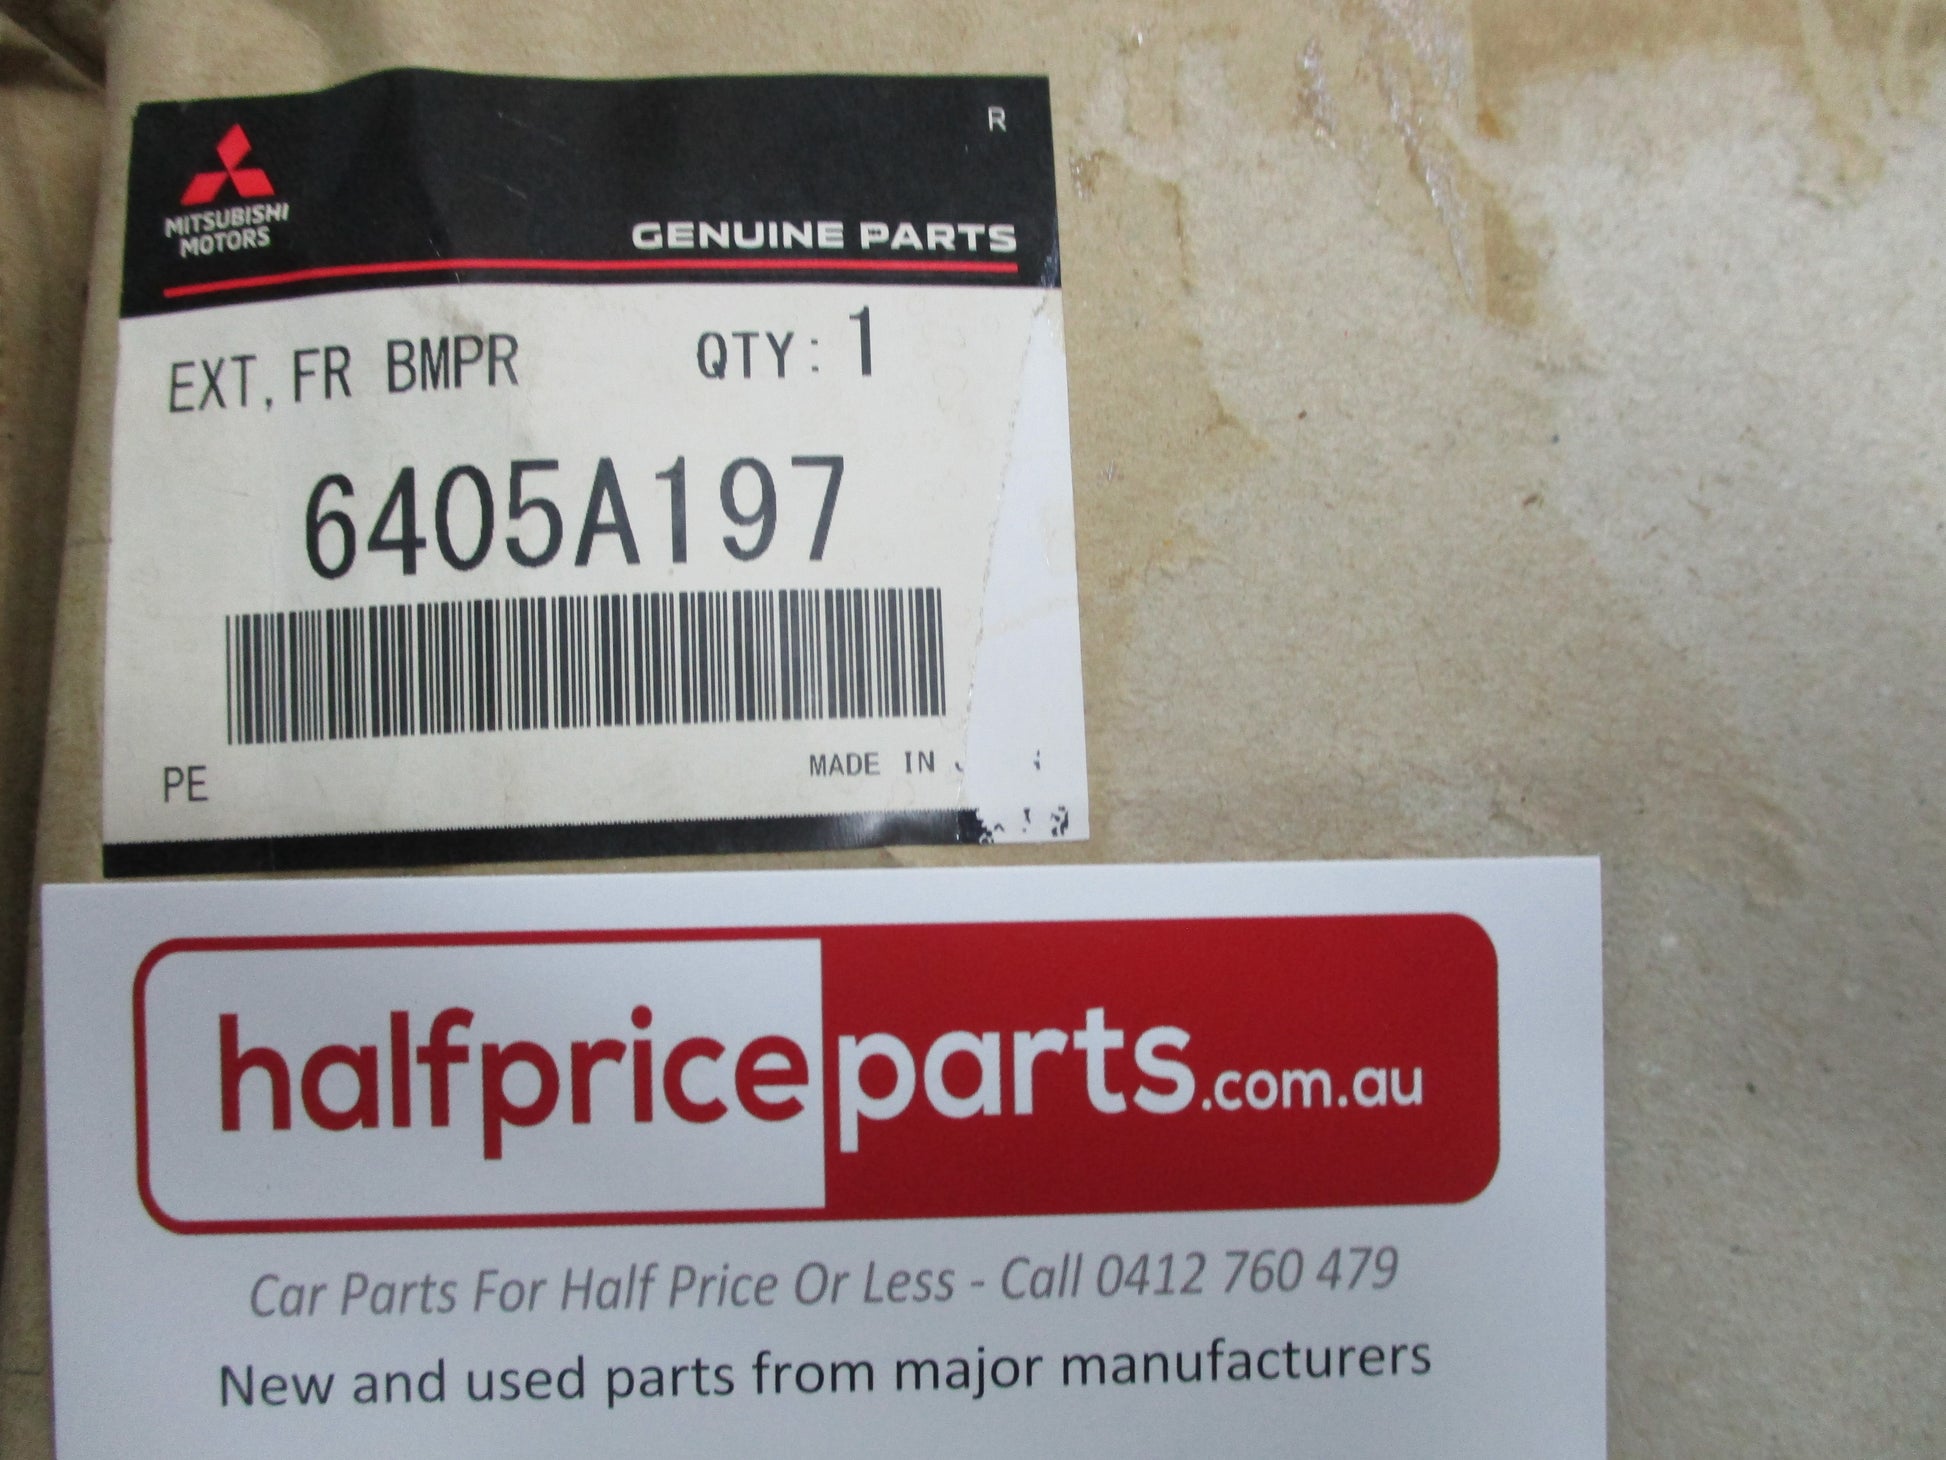 R
MITSUBISHI
MOTORS
GENUINE PARTS
EXT, FR BMPR QTY: 1
6405A197
PE MADE IN
halfpriceparts.com.au
Car Parts For Half Price Or Less - Call 0412 760 479
New and used parts from major manufacturers